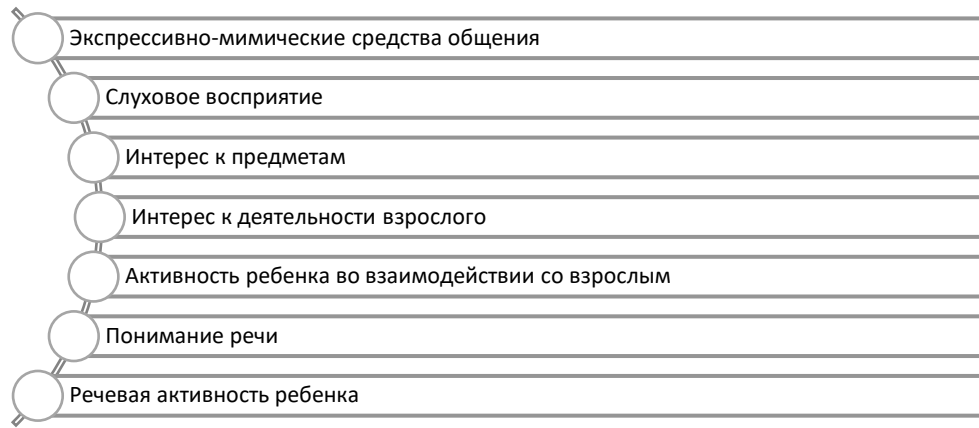 Экспрессивно-мимические средства общения
Слуховое восприятие
Интерес к предметам
Интерес к деятельности взрослого
Активность ребенка во взаимодействии со взрослым
Понимание речи
Речевая активность ребенка